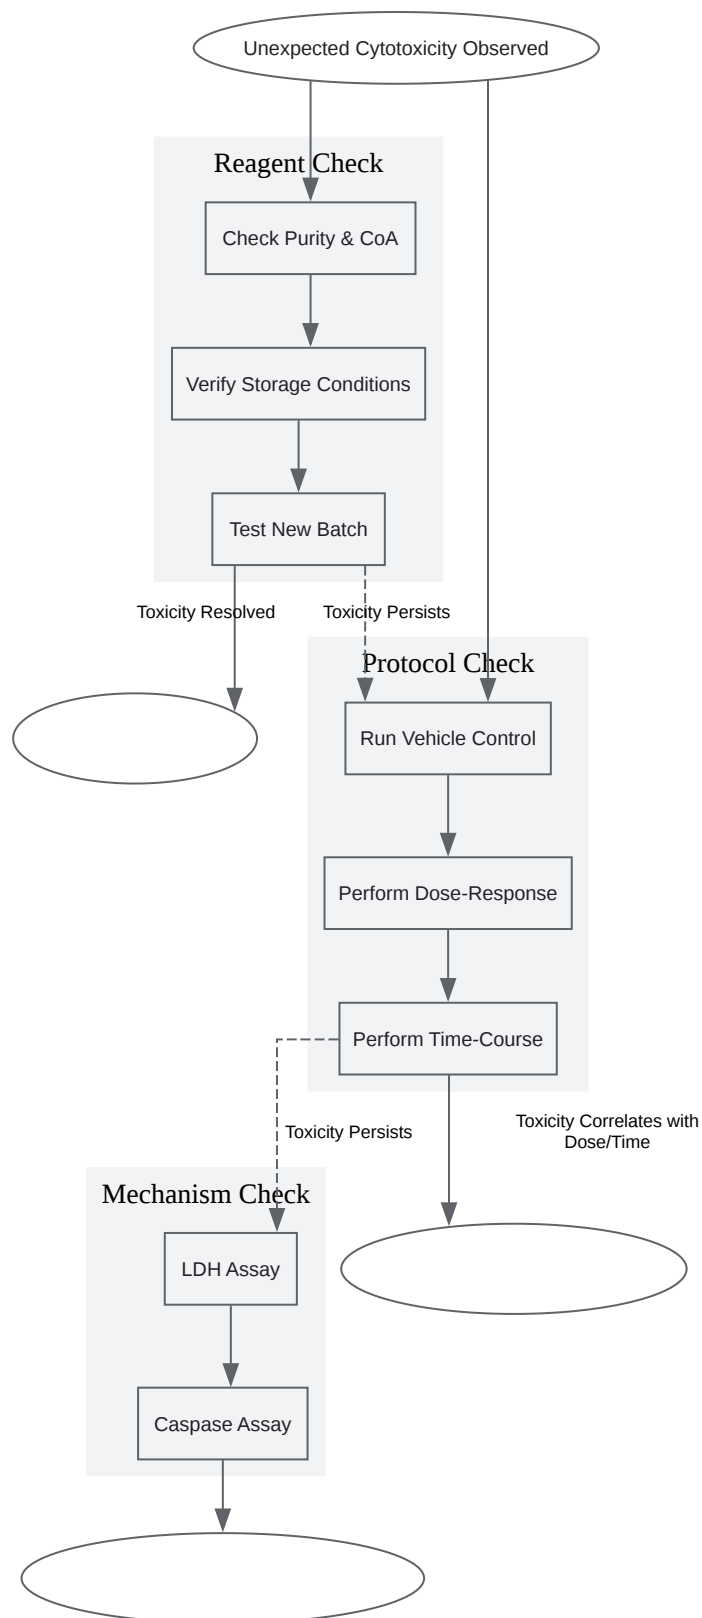 Unexpected Cytotoxicity Observed
Reagent Check
Check Purity & CoA
Verify Storage Conditions
Test New Batch
Toxicity Resolved
Toxicity Persists
Protocol Check
Run Vehicle Control
Perform Dose-Response
Perform Time-Course
Toxicity Correlates with
Dose/Time
Toxicity Persists
Mechanism Check
LDH Assay
Caspase Assay